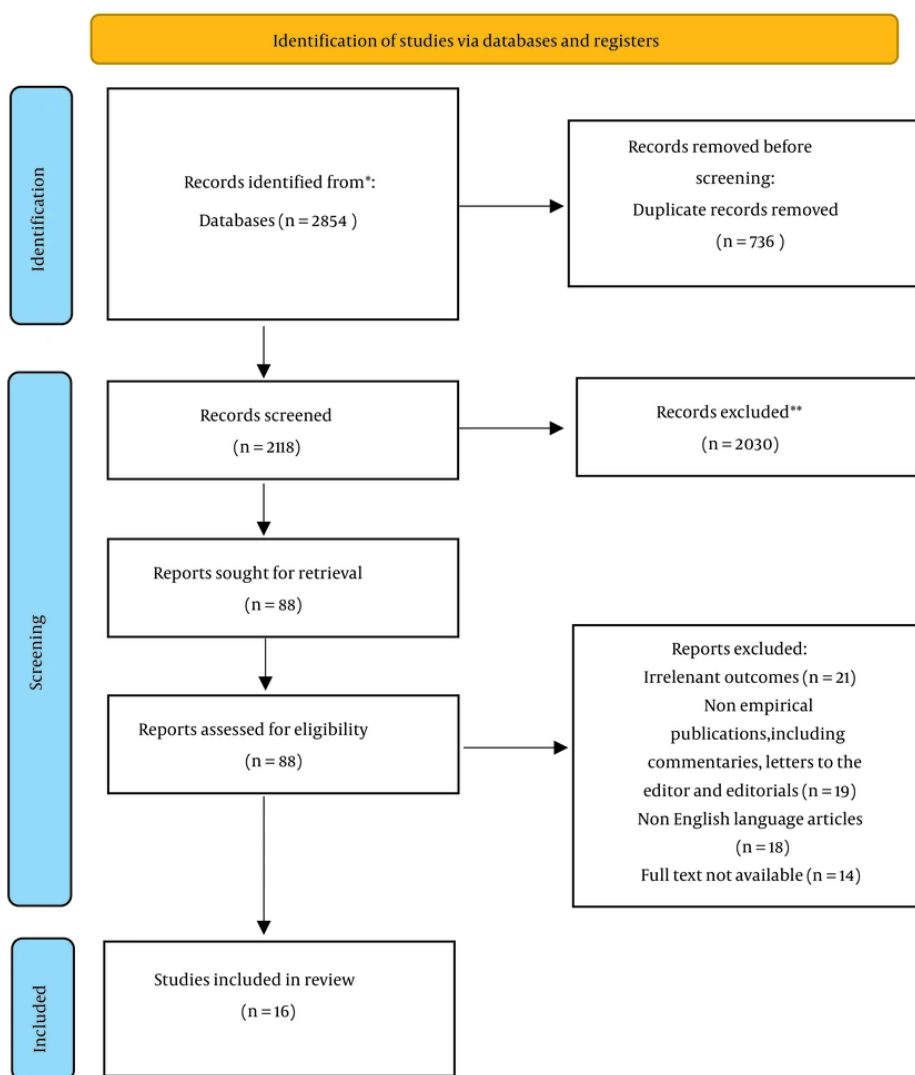 Identification of studies via databases and registers
Identification
Records identified from*:
Databases (n = 2854 )
Records removed before
screening:
Duplicate records removed
(n = 736 )
Screening
Records screened
(n = 2118)
Records excluded**
(n = 2030)
Reports sought for retrieval
(n = 88)
Reports assessed for eligibility
(n = 88)
Reports excluded:
Irrelenant outcomes (n = 21)
Non empirical
publications,including
commentaries, letters to the
editor and editorials (n = 19)
Non English language articles
(n = 18)
Full text not available (n = 14)
Included
Studies included in review
(n = 16)